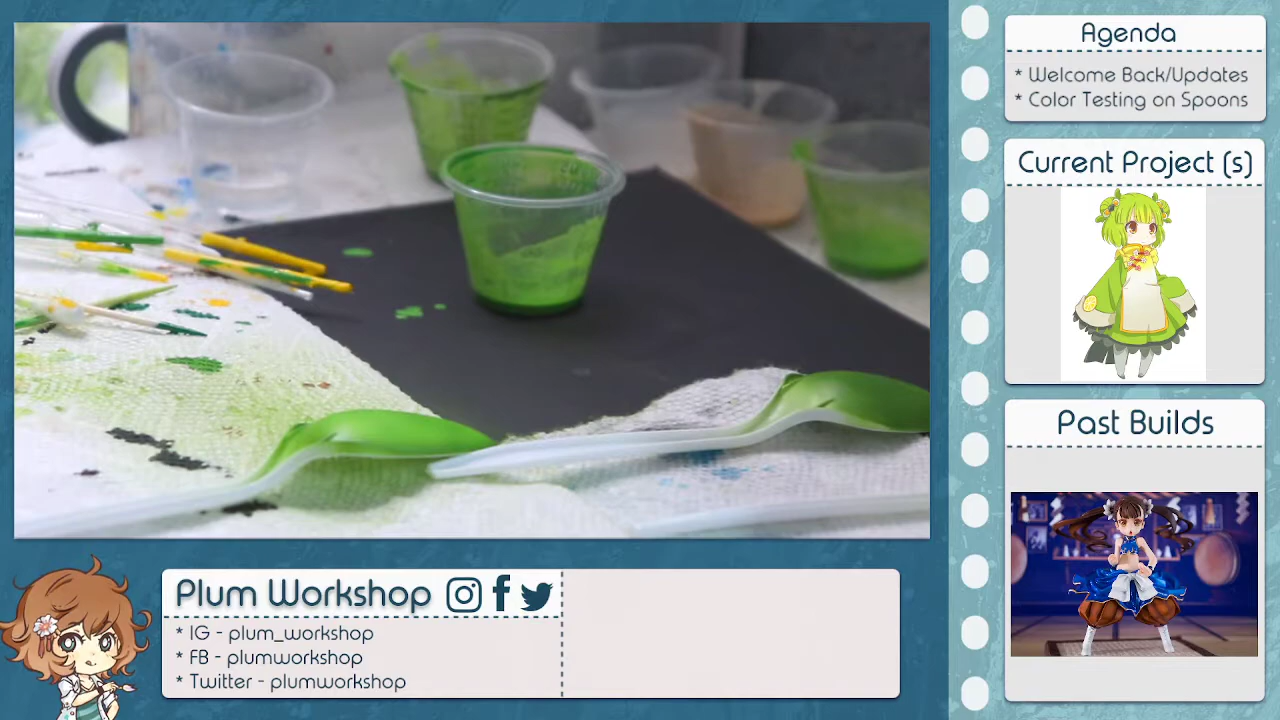 Agenda
* Welcome Back/Updates
* Color Testing on Spoons
Current Project (s)
Past Builds
Plum Workshop
* IG - plum_workshop
* FB - plumworkshop
* Twitter - plumworkshop